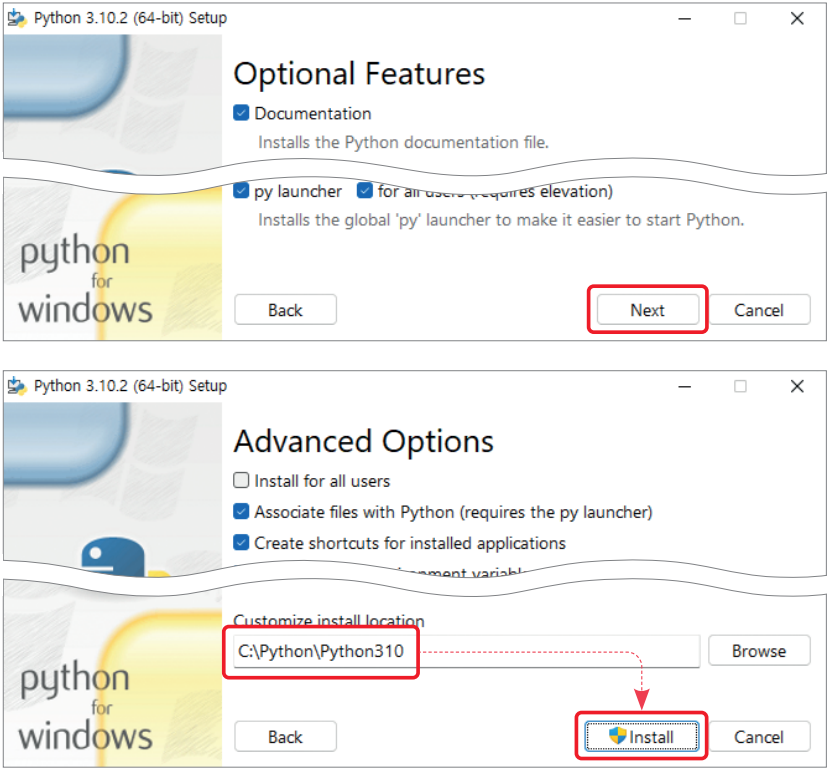 Python 3.10.2 (64-bit) Setup
Optional Features
Documentation
Installs the Python documentation file.
py launcher for all users (requires elevation)
Installs the global 'py' launcher to make it easier to start Python.
python
for
windows
Back Next Cancel
Python 3.10.2 (64-bit) Setup
Advanced Options
Install for all users
Associate files with Python (requires the py launcher)
Create shortcuts for installed applications
Customize install location
C:\Python\Python310 Browse
python
for
windows
Back Install Cancel